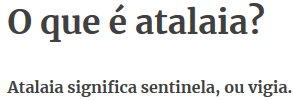 O que é atalaia?
Atalaia significa sentinela, ou vigia.